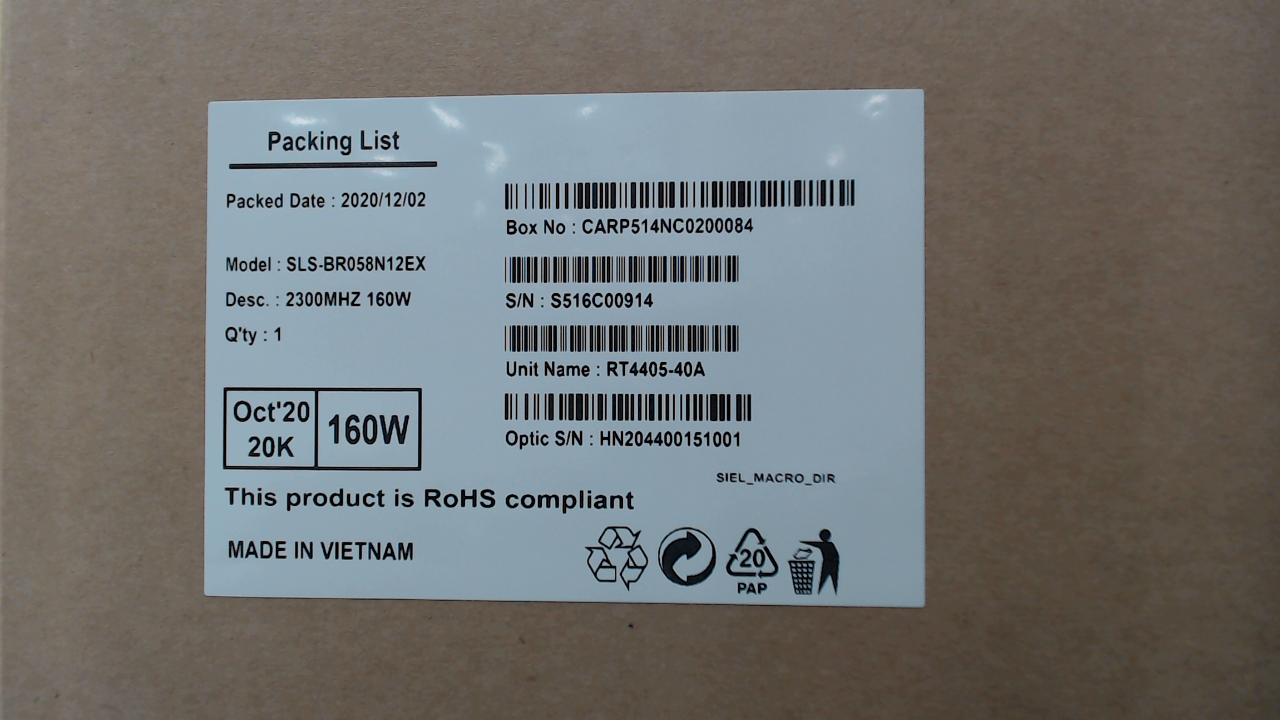 Packing List
Packed Date : 2020/12/02
Model : SLS-BR058N12EX
Desc. : 2300MHZ 160W
Q'ty : 1
Box No : CARP514NC0200084
S/N : S516C00914
Unit Name : RT4405-40A
Optic S/N : HN204400151001
Oct'20
20K
160W
SIEL_MACRO_DIR
This product is RoHS compliant
MADE IN VIETNAM
20
PAP